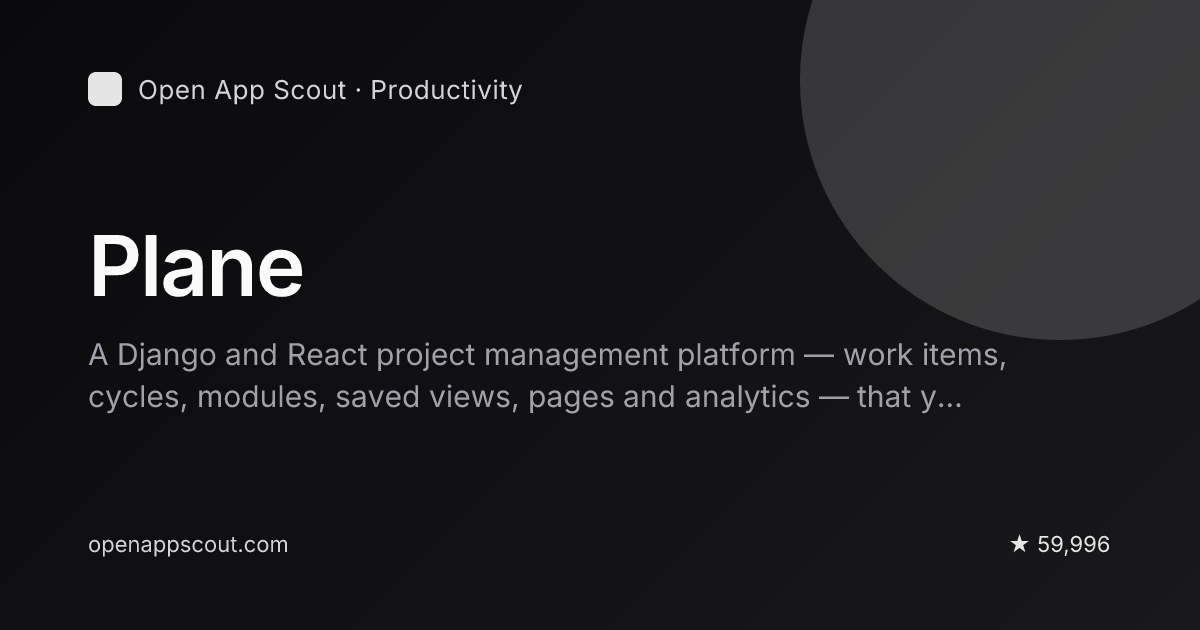 Open App Scout · Productivity
Plane
A Django and React project management platform — work items,
cycles, modules, saved views, pages and analytics — that y...
openappscout.com
★ 59,996